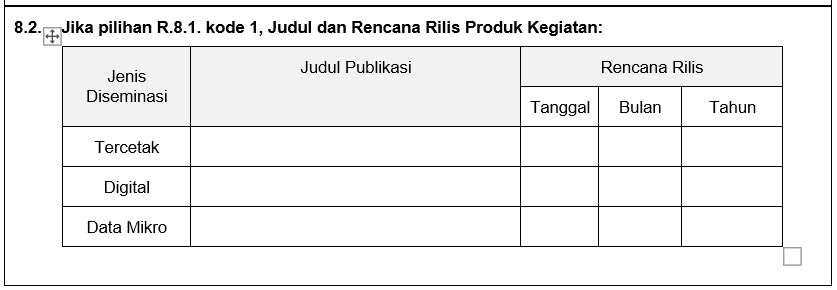 8.2. Jika pilihan R.8.1. kode 1, Judul dan Rencana Rilis Produk Kegiatan:
Jenis
Diseminasi
Judul Publikasi
Rencana Rilis
Tanggal Bulan Tahun
Tercetak
Digital
Data Mikro